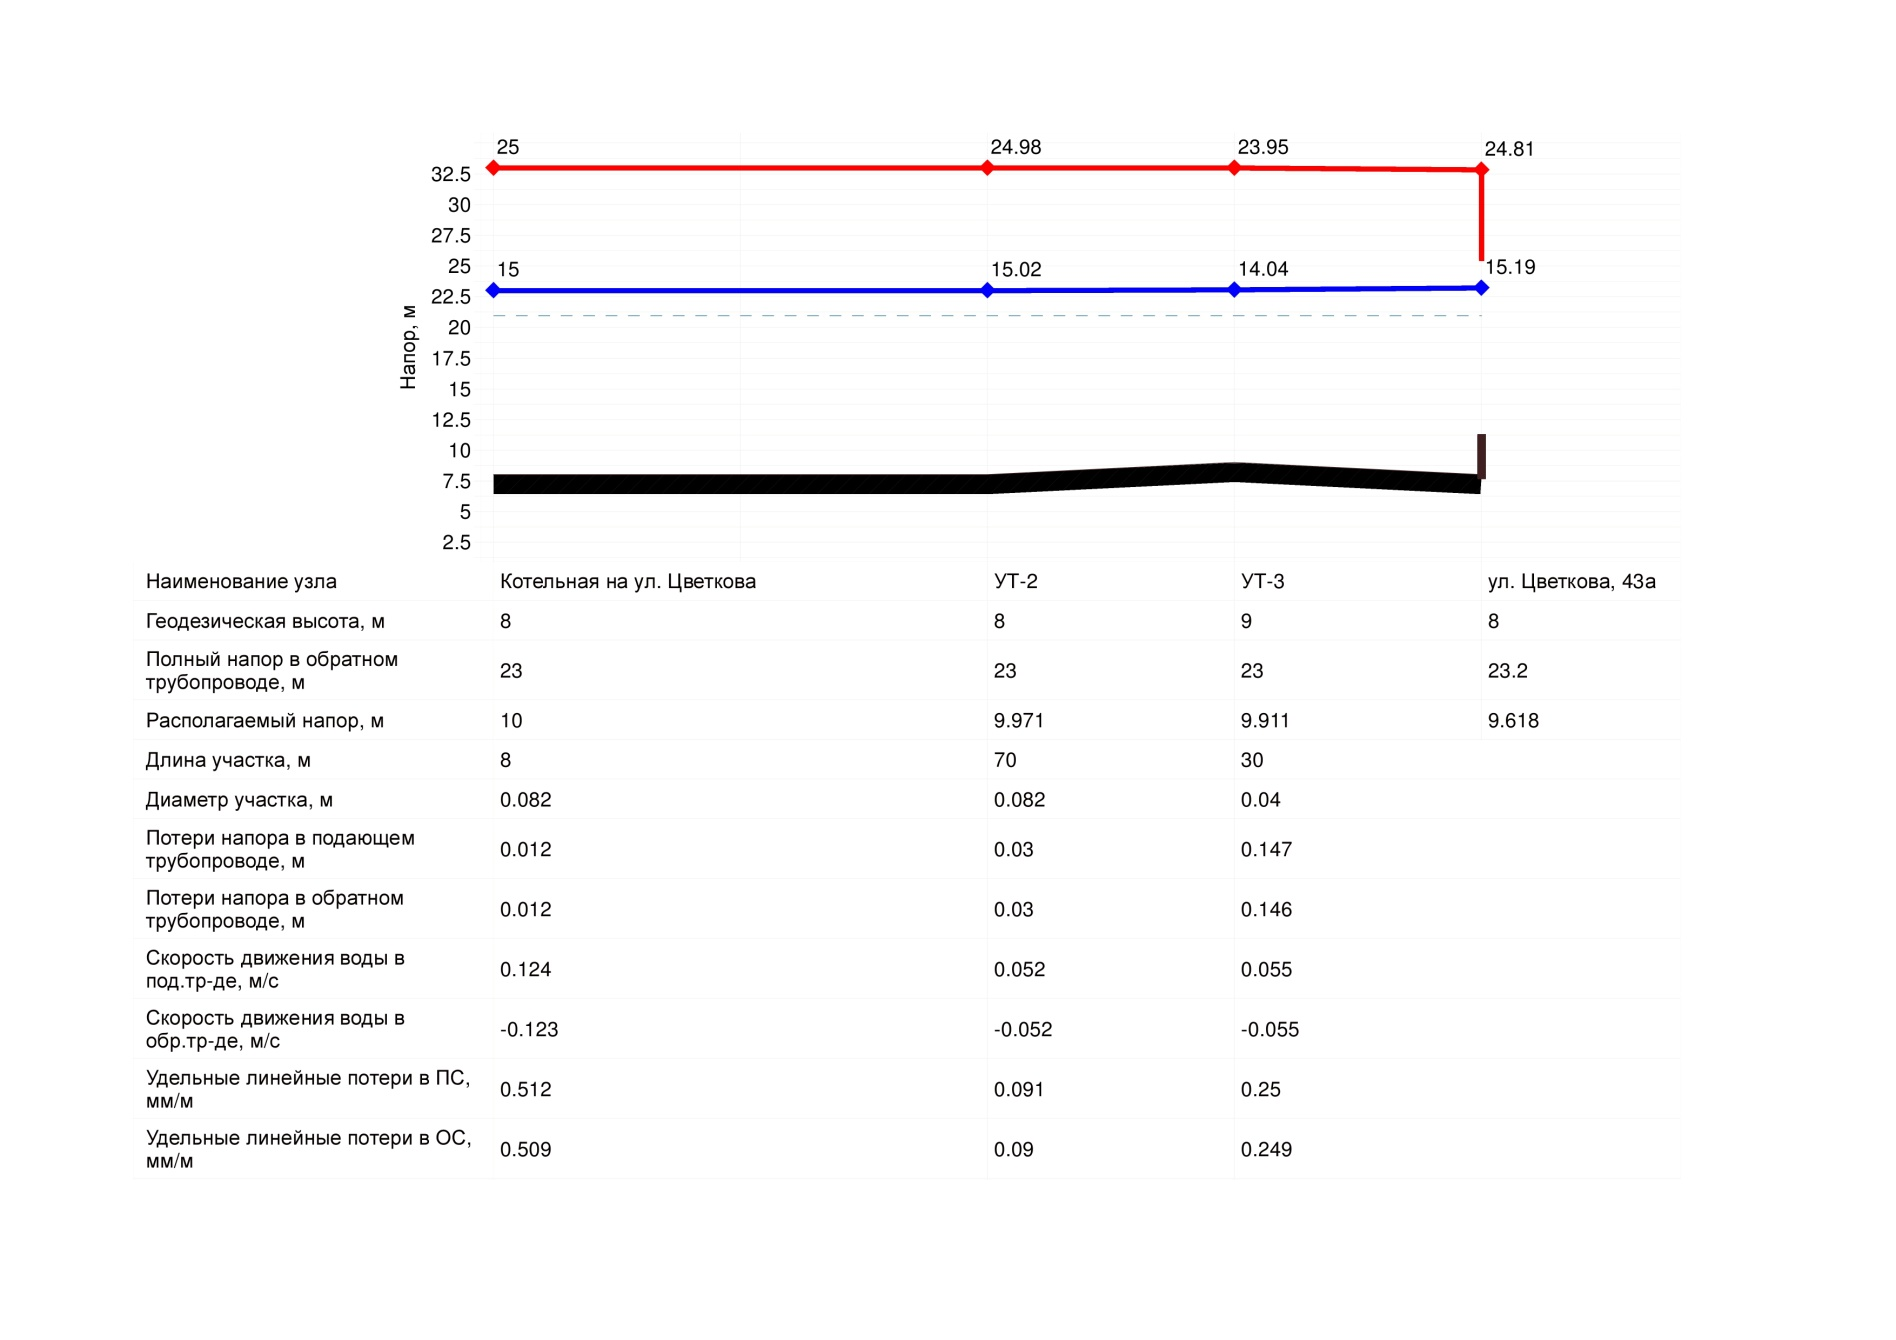 25 24.98 23.95 24.81
32.5
30
27.5
25
15 15.02 14.04 15.19
22.5
20
17.5
15
12.5
10
7.5
5
2.5
Напор, м
Наименование узла Котельная на ул. Цветкова УТ-2 УТ-3 ул. Цветкова, 43а
Геодезическая высота, м 8 8 9 8
Полный напор в обратном
трубопроводе, м 23 23 23 23.2
Располагаемый напор, м 10 9.971 9.911 9.618
Длина участка, м 8 70 30
Диаметр участка, м 0.082 0.082 0.04
Потери напора в подающем
трубопроводе, м 0.012 0.03 0.147
Потери напора в обратном
трубопроводе, м 0.012 0.03 0.146
Скорость движения воды в
под.тр-де, м/с 0.124 0.052 0.055
Скорость движения воды в
обр.тр-де, м/с -0.123 -0.052 -0.055
Удельные линейные потери в ПС,
мм/м 0.512 0.091 0.25
Удельные линейные потери в ОС,
мм/м 0.509 0.09 0.249